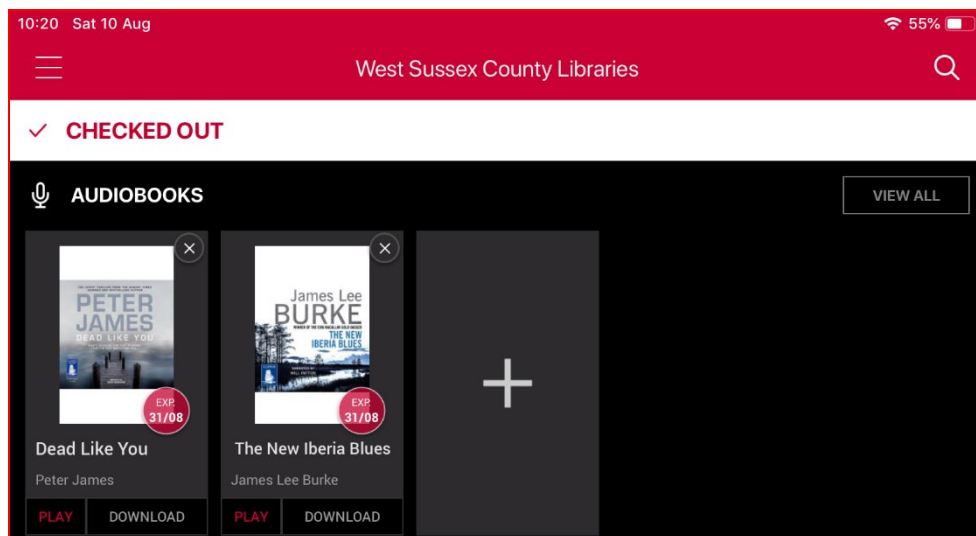 10:20 Sat 10 Aug
55%
West Sussex County Libraries
CHECKED OUT
AUDIOBOOKS
VIEW ALL
PETER
JAMES
DEAD LIKE YOU
EXP.
31/08
Dead Like You
Peter James
PLAY DOWNLOAD
James Lee
BURKE
THE NEW
IBERIA BLUES
EXP.
31/08
The New Iberia Blues
James Lee Burke
PLAY DOWNLOAD